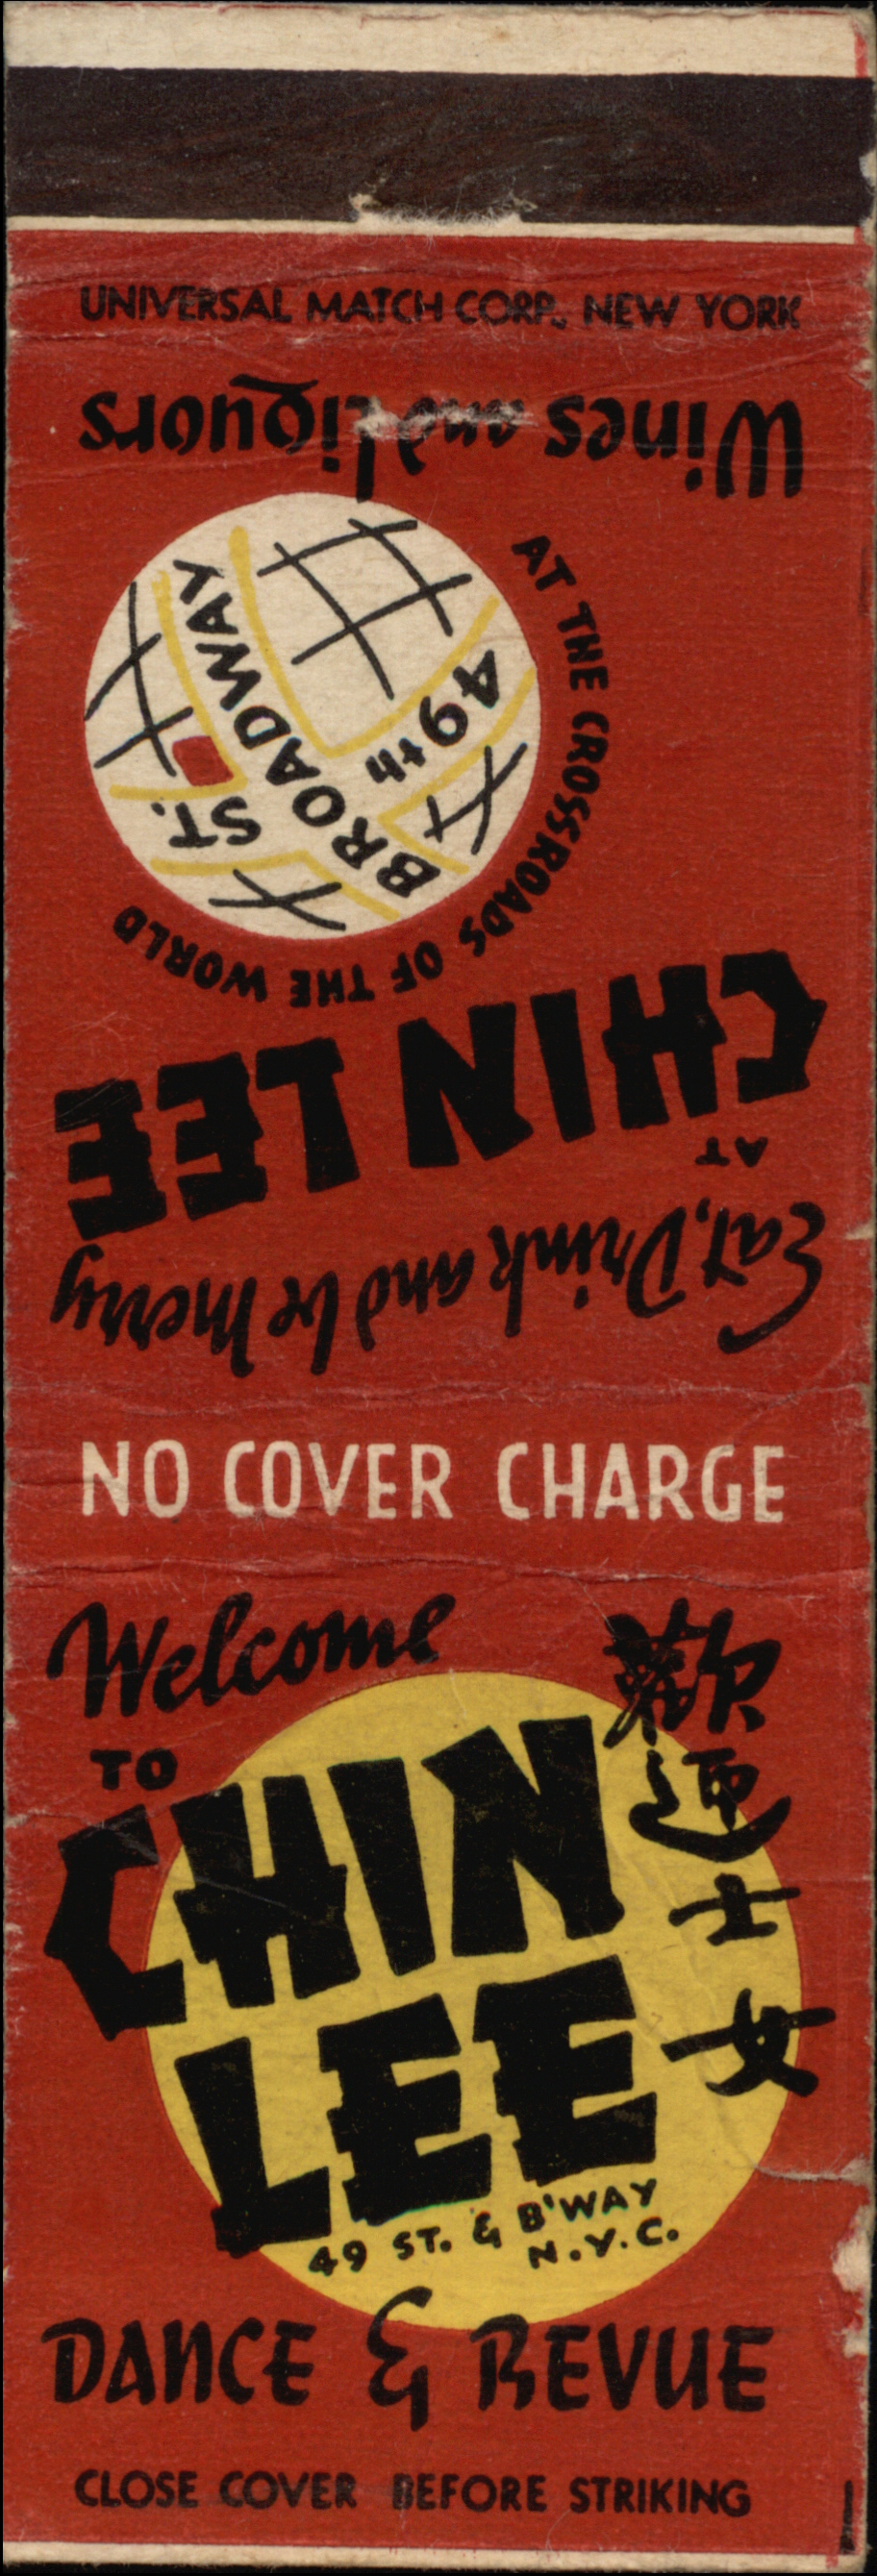 UNIVERSAL MATCH CORP., NEW YORK
Eat, Drink and be Merry
AT
CHIN LEE
AT THE CROSSROADS OF THE WORLD
BROADWAY
49th ST.
Wines and Liquors
NO COVER CHARGE
Welcome
TO
CHIN
LEE
歡迎士女
49 ST. & B'WAY
N.Y.C.
DANCE & REVUE
CLOSE COVER BEFORE STRIKING